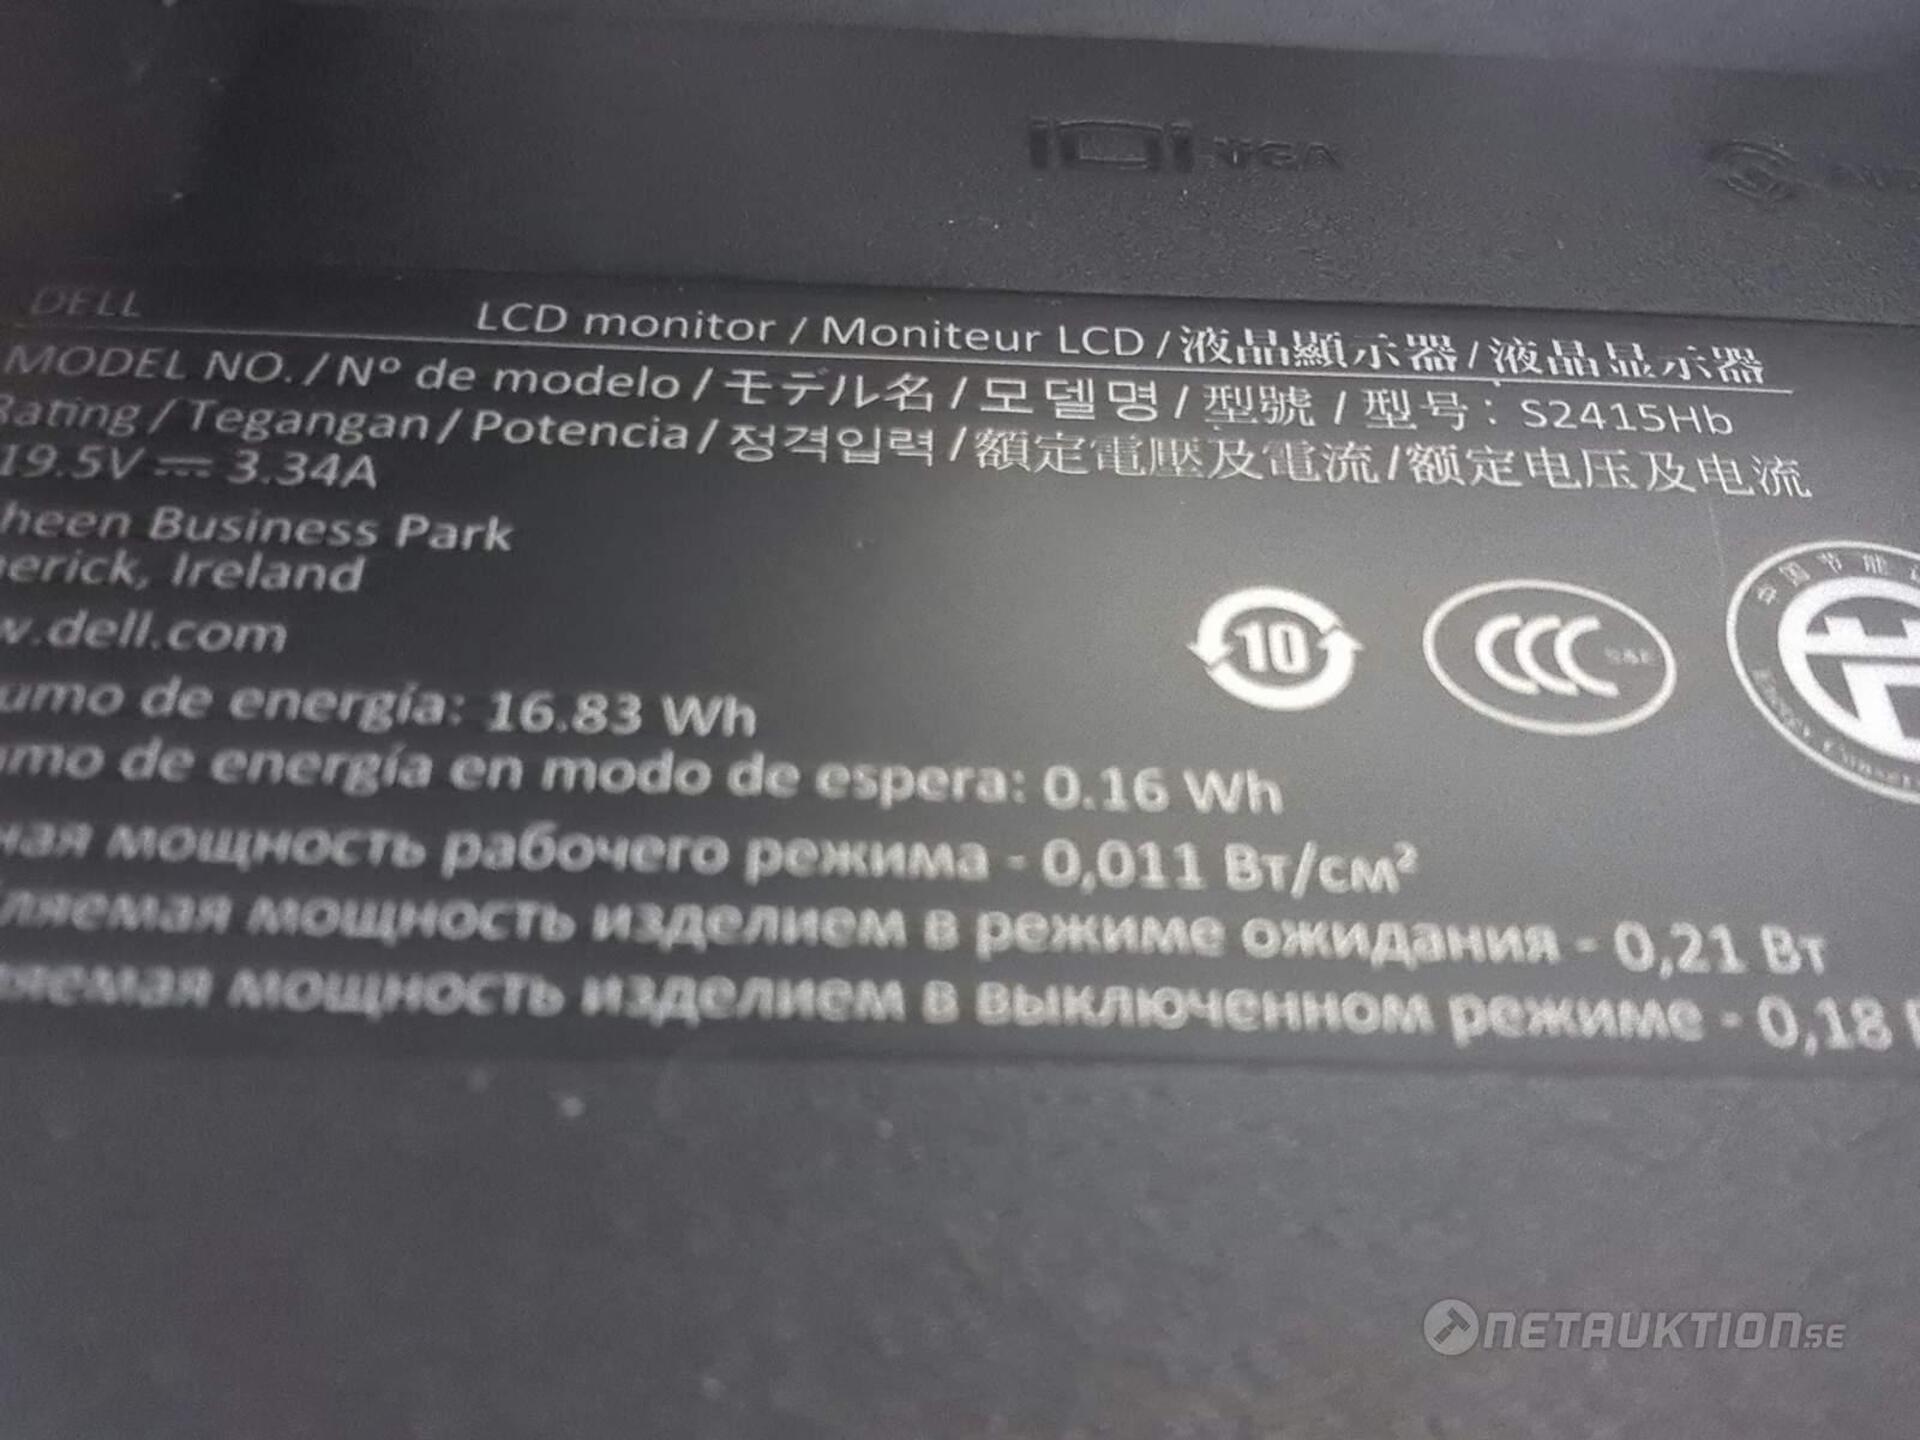 VGA
DELL LCD monitor / Moniteur LCD / 液晶顯示器 / 液晶显示器
MODEL NO. / Nº de modelo / モデル名 / 모델명 / 型號 / 型号 : S2415Hb
Rating / Tegangan / Potencia / 정격입력 / 額定電壓及電流 / 额定电压及电流
19.5V ⎓ 3.34A
heen Business Park
erick, Ireland
w.dell.com
10
CCC S&E
umo de energía: 16.83 Wh
umo de energía en modo de espera: 0.16 Wh
ная мощность рабочего режима - 0,011 Вт/см²
ляемая мощность изделием в режиме ожидания - 0,21 Вт
ляемая мощность изделием в выключенном режиме - 0,18
NETAUKTION.SE